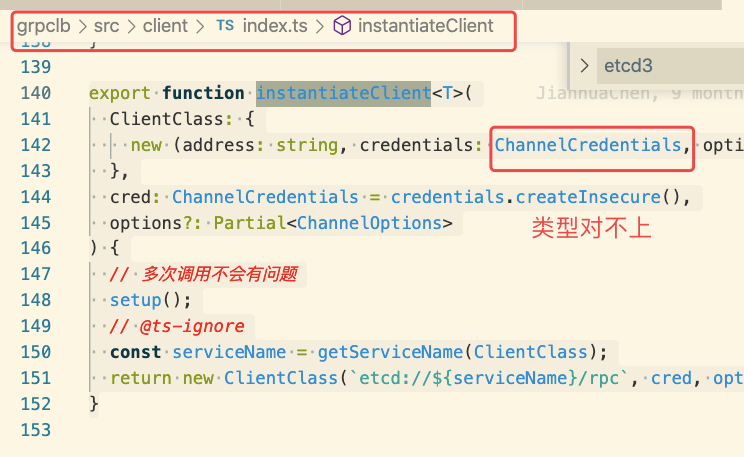 grpclb > src > client > TS index.ts > instantiateClient
138 }
etcd3
139
140 export function instantiateClient<T>( JianhuaChen, 9 month
141 ClientClass: {
142 new (address: string, credentials: ChannelCredentials, opti
143 },
144 cred: ChannelCredentials = credentials.createInsecure(),
145 options?: Partial<ChannelOptions>
类型对不上
146 ) {
147 // 多次调用不会有问题
148 setup();
149 // @ts-ignore
150 const serviceName = getServiceName(ClientClass);
151 return new ClientClass(`etcd://${serviceName}/rpc`, cred, opt
152 }
153